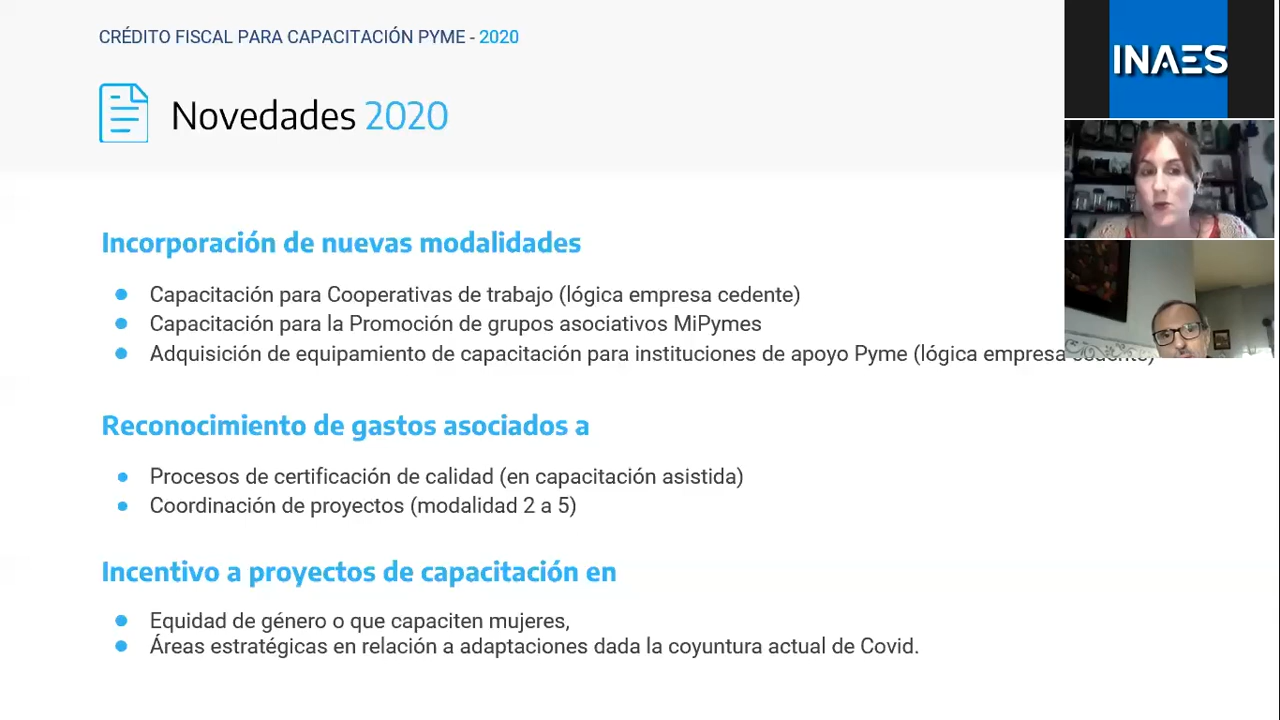 CRÉDITO FISCAL PARA CAPACITACIÓN PYME - 2020
INAES
Novedades 2020
Incorporación de nuevas modalidades
Capacitación para Cooperativas de trabajo (lógica empresa cedente)
Capacitación para la Promoción de grupos asociativos MiPymes
Adquisición de equipamiento de capacitación para instituciones de apoyo Pyme (lógica empresa cedente)
Reconocimiento de gastos asociados a
Procesos de certificación de calidad (en capacitación asistida)
Coordinación de proyectos (modalidad 2 a 5)
Incentivo a proyectos de capacitación en
Equidad de género o que capaciten mujeres,
Áreas estratégicas en relación a adaptaciones dada la coyuntura actual de Covid.